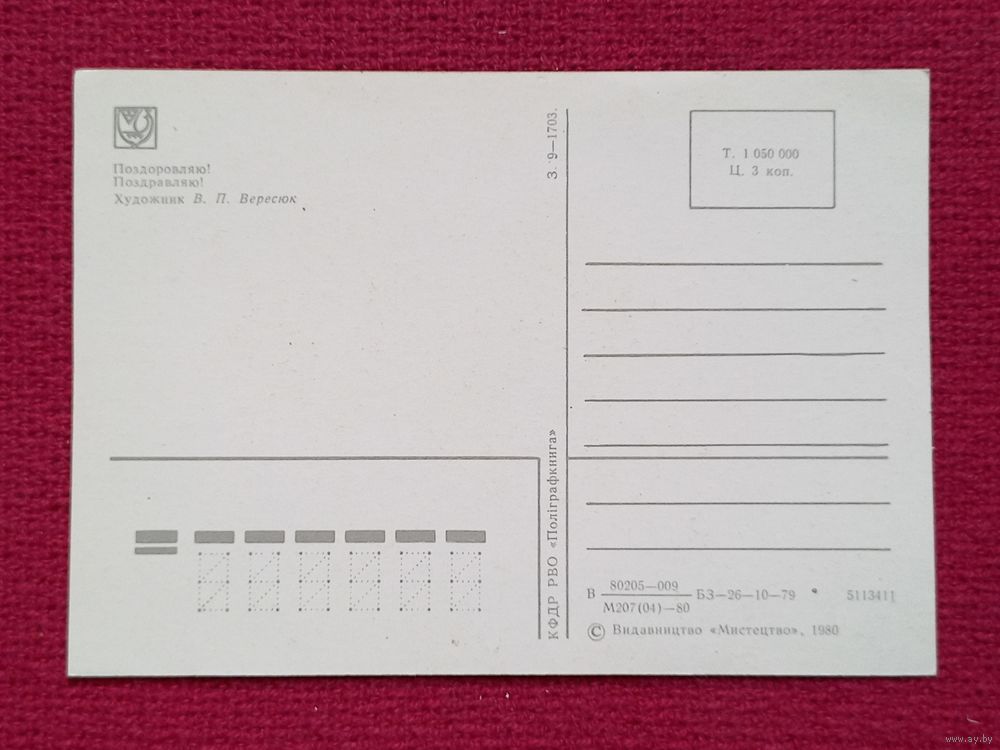 Поздоровляю!
Поздравляю!
Художник В. П. Вересюк
КФДР РВО «Поліграфкнига»
З. 9—1703.
Т. 1 050 000
Ц. 3 коп.
В 80205—009 БЗ—26—10—79 5113411
М207(04)—80
© Видавництво «Мистецтво», 1980
www.ay.by